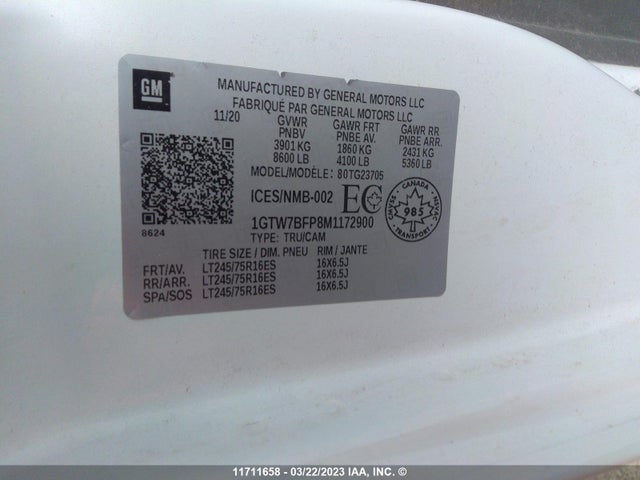 GM
MANUFACTURED BY GENERAL MOTORS LLC
FABRIQUÉ PAR GENERAL MOTORS LLC
11/20 GVWR GAWR FRT GAWR RR
PNBV PNBE AV. PNBE ARR.
3901 KG 1860 KG 2431 KG
8600 LB 4100 LB 5360 LB
MODEL/MODÈLE: 80TG23705
ICES/NMB-002 EC
CANADA
CMVSS NSVAC
985
1GTW7BFP8M1172900
8624
TYPE: TRU/CAM
TIRE SIZE / DIM. PNEU RIM / JANTE
FRT/AV. LT245/75R16ES 16X6.5J
RR/ARR. LT245/75R16ES 16X6.5J
SPA/SOS LT245/75R16ES 16X6.5J
11711658 - 03/22/2023 IAA, INC. ©